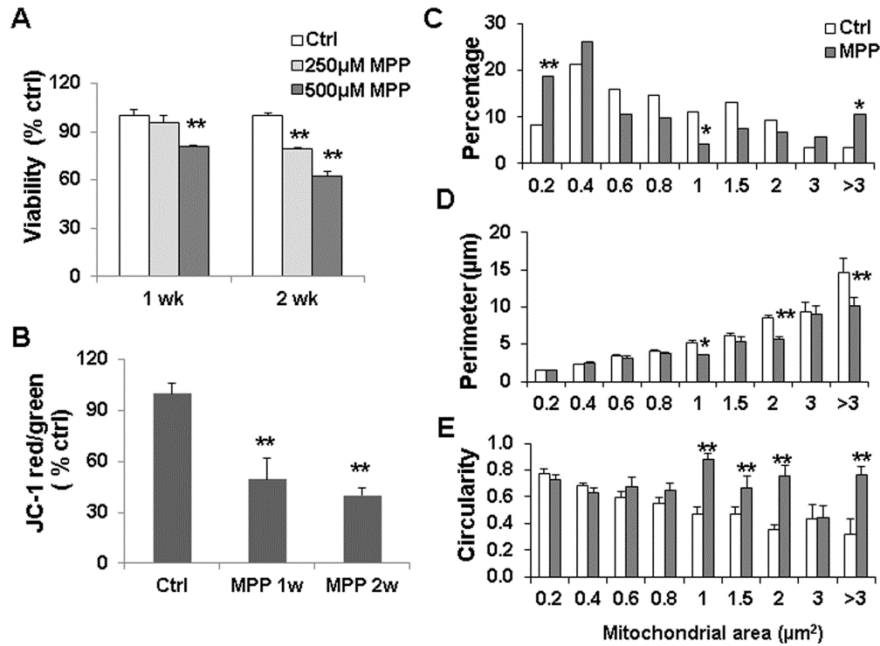 A
Ctrl
250µM MPP
500µM MPP
Viability (% ctrl)
120
90
60
30
0
**
**
**
1 wk
2 wk
B
JC-1 red/green
( % ctrl)
120
90
60
30
0
**
**
Ctrl
MPP 1w
MPP 2w
C
Ctrl
MPP
Percentage
30
20
10
0
**
*
*
0.2 0.4 0.6 0.8 1 1.5 2 3 >3
D
Perimeter (µm)
20
15
10
5
0
*
**
**
0.2 0.4 0.6 0.8 1 1.5 2 3 >3
E
Circularity
1.0
0.8
0.6
0.4
0.2
0.0
**
**
**
**
0.2 0.4 0.6 0.8 1 1.5 2 3 >3
Mitochondrial area (µm²)